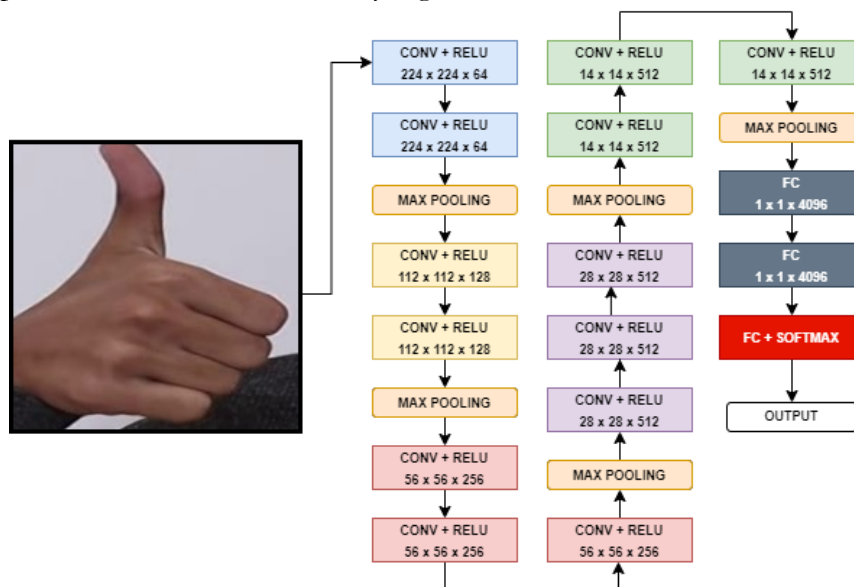 CONV + RELU
224 x 224 x 64
CONV + RELU
224 x 224 x 64
MAX POOLING
CONV + RELU
112 x 112 x 128
CONV + RELU
112 x 112 x 128
MAX POOLING
CONV + RELU
56 x 56 x 256
CONV + RELU
56 x 56 x 256
CONV + RELU
14 x 14 x 512
CONV + RELU
14 x 14 x 512
MAX POOLING
CONV + RELU
28 x 28 x 512
CONV + RELU
28 x 28 x 512
CONV + RELU
28 x 28 x 512
MAX POOLING
CONV + RELU
56 x 56 x 256
CONV + RELU
14 x 14 x 512
MAX POOLING
FC
1 x 1 x 4096
FC
1 x 1 x 4096
FC + SOFTMAX
OUTPUT